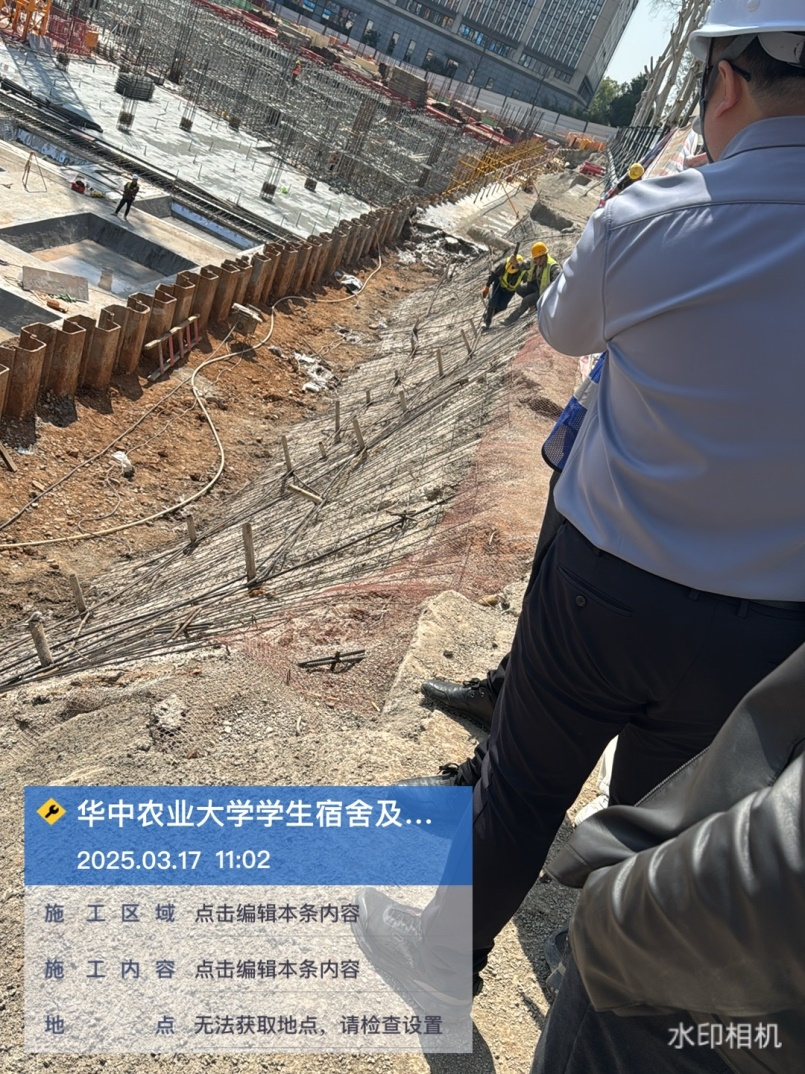 华中农业大学学生宿舍及...
2025.03.17 11:02
施工区域 点击编辑本条内容
施工内容 点击编辑本条内容
地点 无法获取地点，请检查设置
水印相机